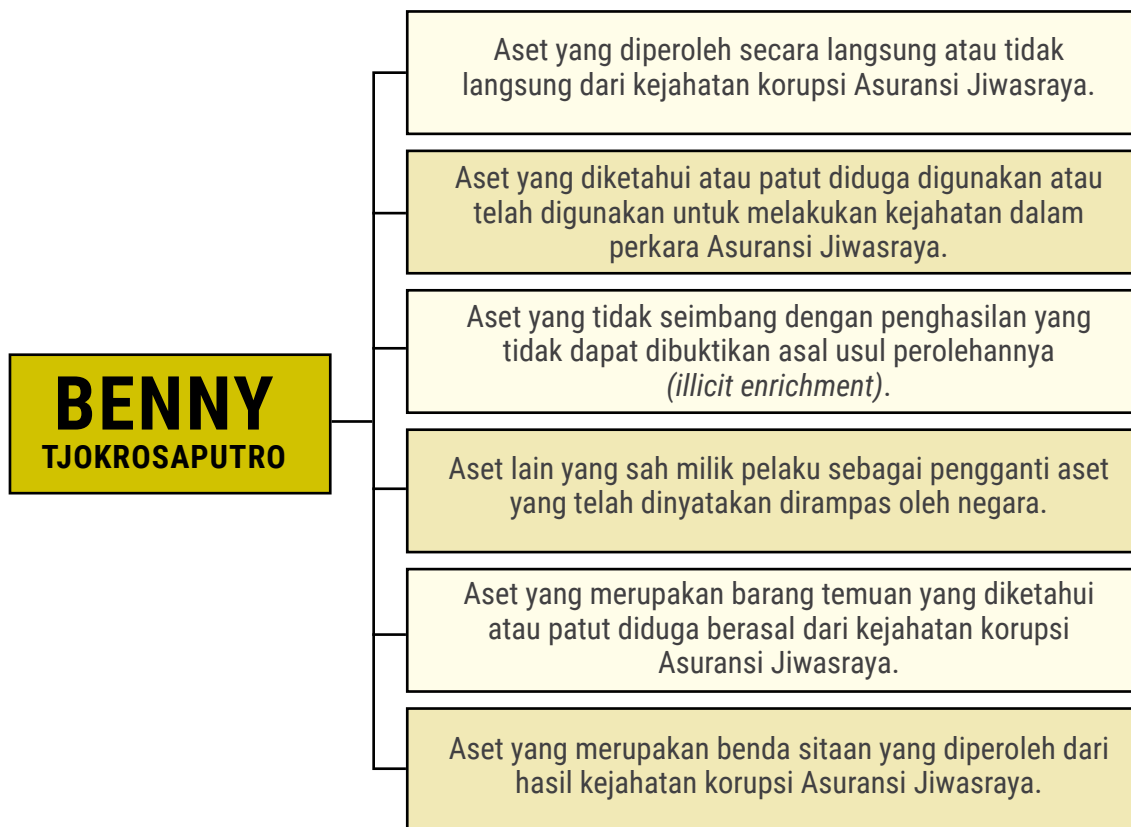 Aset yang diperoleh secara langsung atau tidak
langsung dari kejahatan korupsi Asuransi Jiwasraya.
Aset yang diketahui atau patut diduga digunakan atau
telah digunakan untuk melakukan kejahatan dalam
perkara Asuransi Jiwasraya.
Aset yang tidak seimbang dengan penghasilan yang
tidak dapat dibuktikan asal usul perolehannya
(illicit enrichment).
BENNY
TJOKROSAPUTRO
Aset lain yang sah milik pelaku sebagai pengganti aset
yang telah dinyatakan dirampas oleh negara.
Aset yang merupakan barang temuan yang diketahui
atau patut diduga berasal dari kejahatan korupsi
Asuransi Jiwasraya.
Aset yang merupakan benda sitaan yang diperoleh dari
hasil kejahatan korupsi Asuransi Jiwasraya.